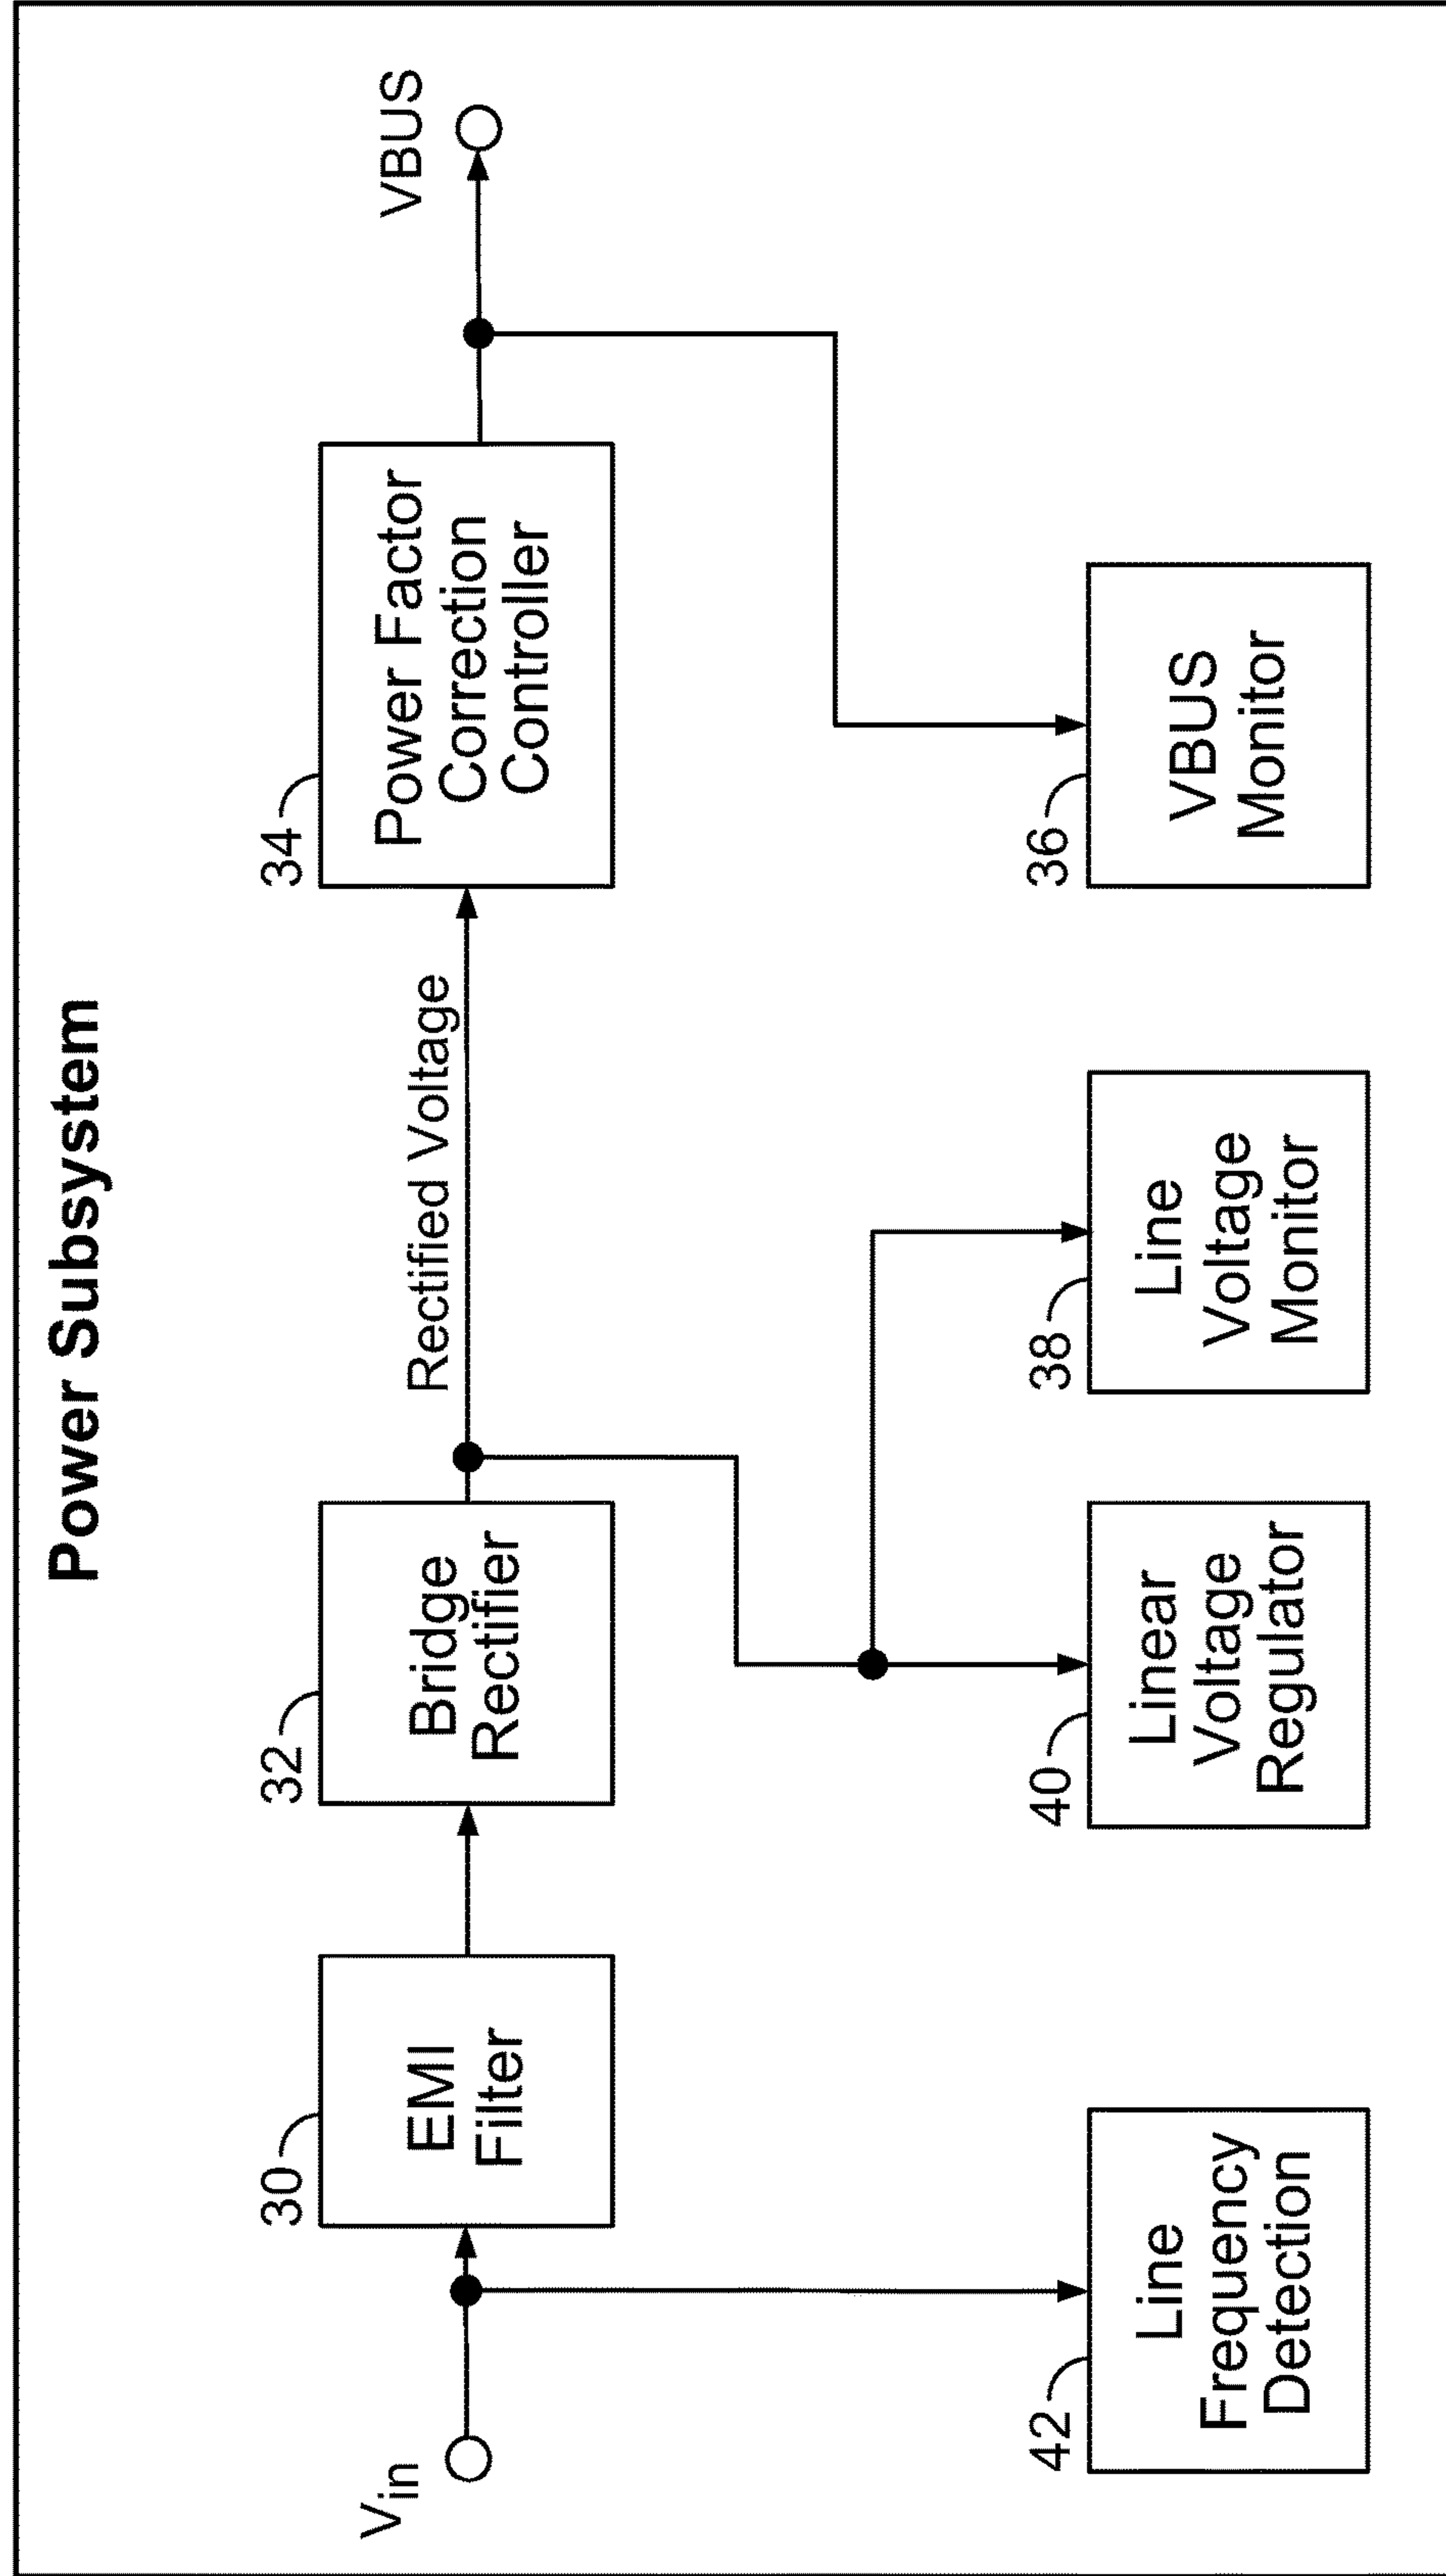 Power Subsystem
V_in
30
EMI
Filter
32
Bridge
Rectifier
Rectified Voltage
34
Power Factor
Correction
Controller
VBUS
42
Line
Frequency
Detection
40
Linear
Voltage
Regulator
38
Line
Voltage
Monitor
36
VBUS
Monitor